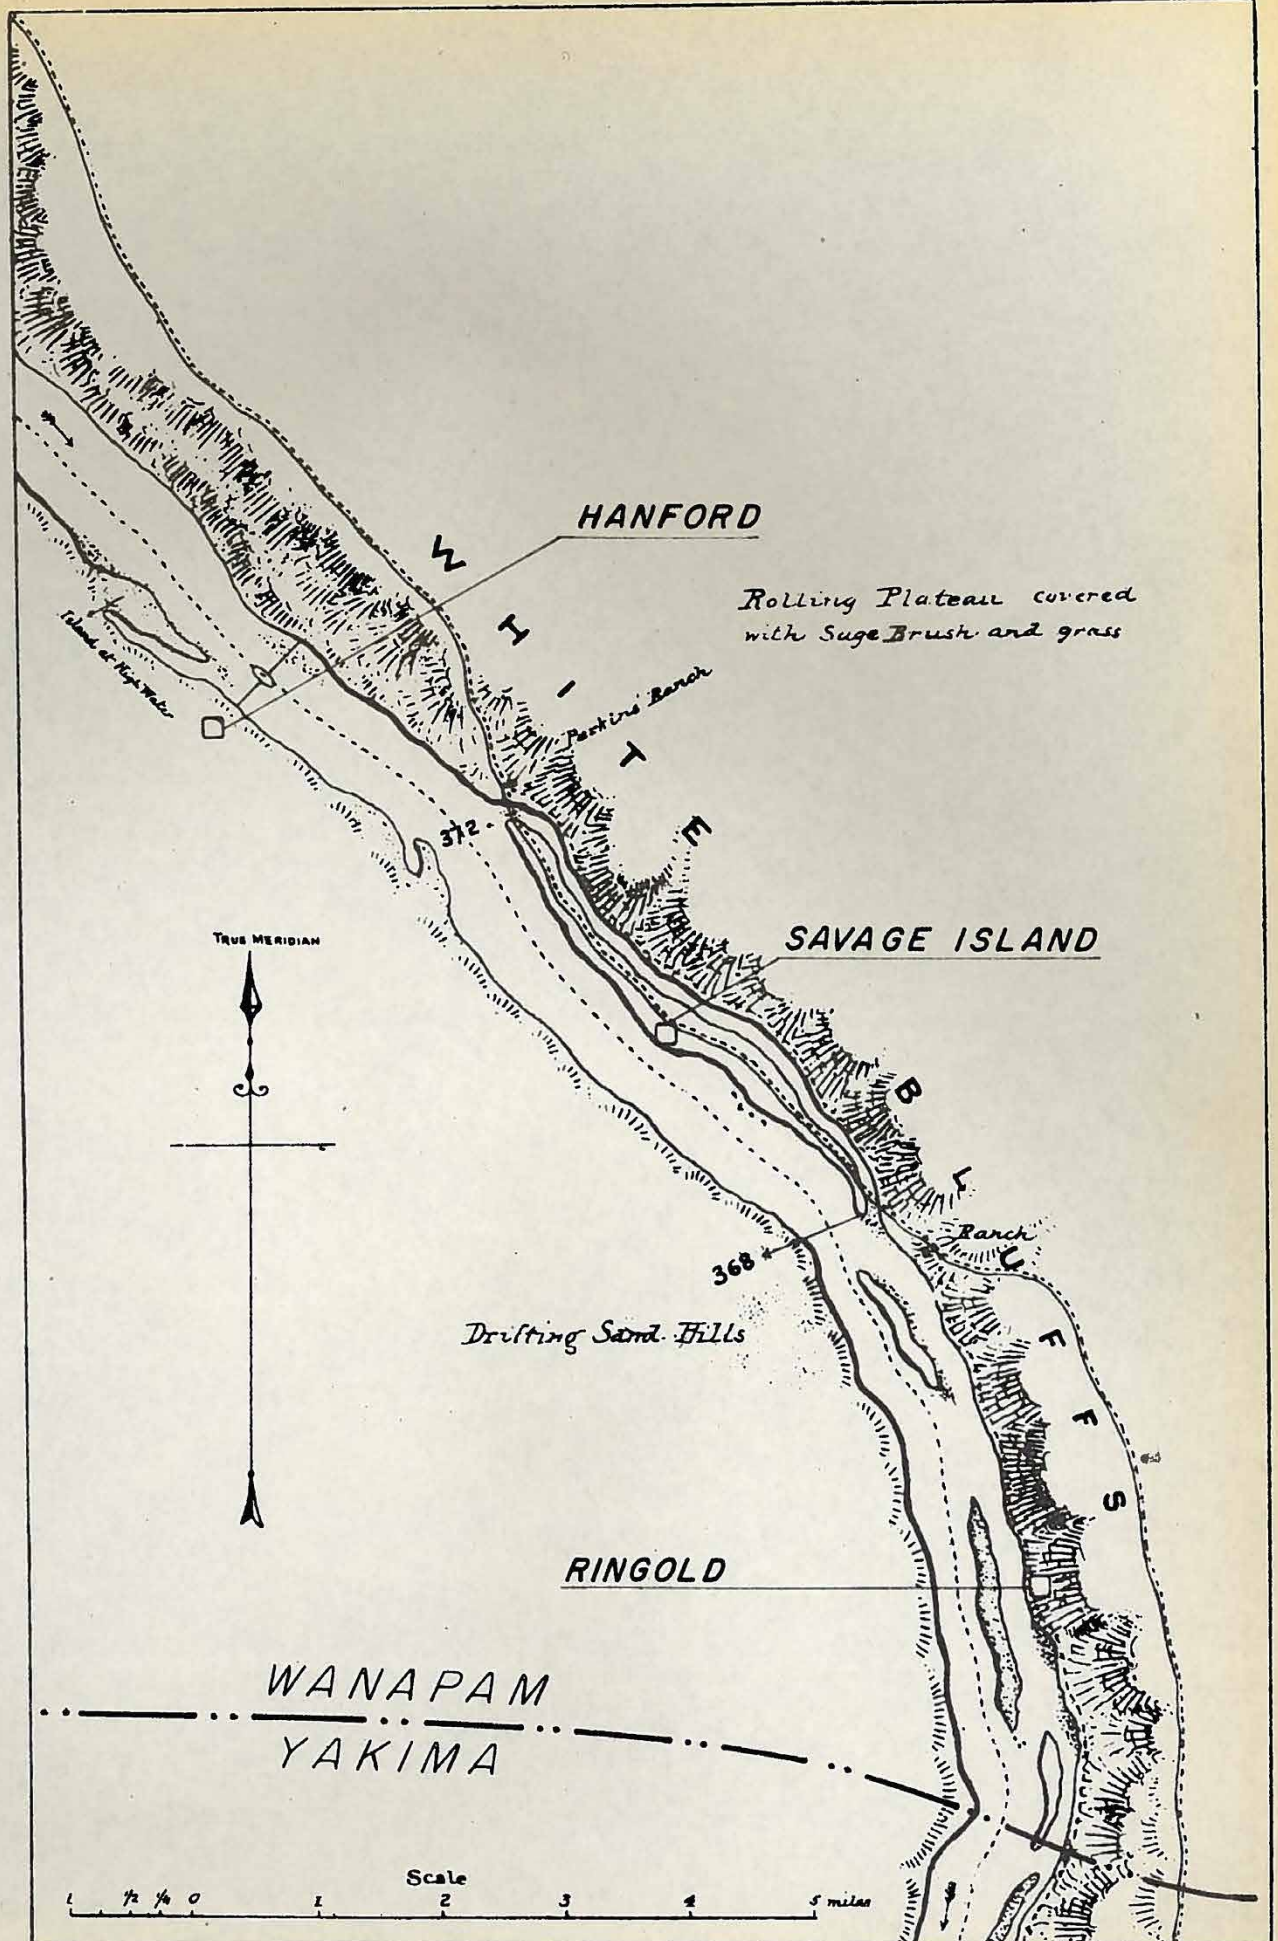 HANFORD
WHITE
Rolling Plateau covered
with Sage Brush and grass
Island at High Water
Perkins Ranch
372
SAVAGE ISLAND
TRUE MERIDIAN
BLUFFS
Ranch
368
Drifting Sand Hills
RINGOLD
WANAPAM
YAKIMA
Scale
1 1/2 1/4 0 1 2 3 4 5 miles